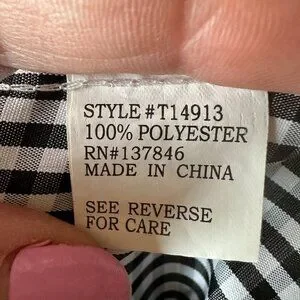 STYLE # T14913
100% POLYESTER
RN#137846
MADE IN CHINA
SEE REVERSE
FOR CARE